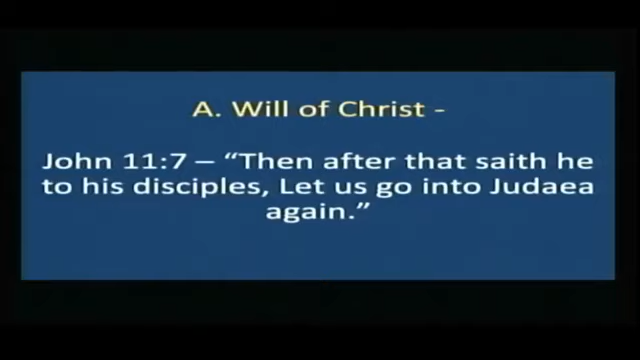 A. Will of Christ -
John 11:7 – “Then after that saith he
to his disciples, Let us go into Judaea
again.”